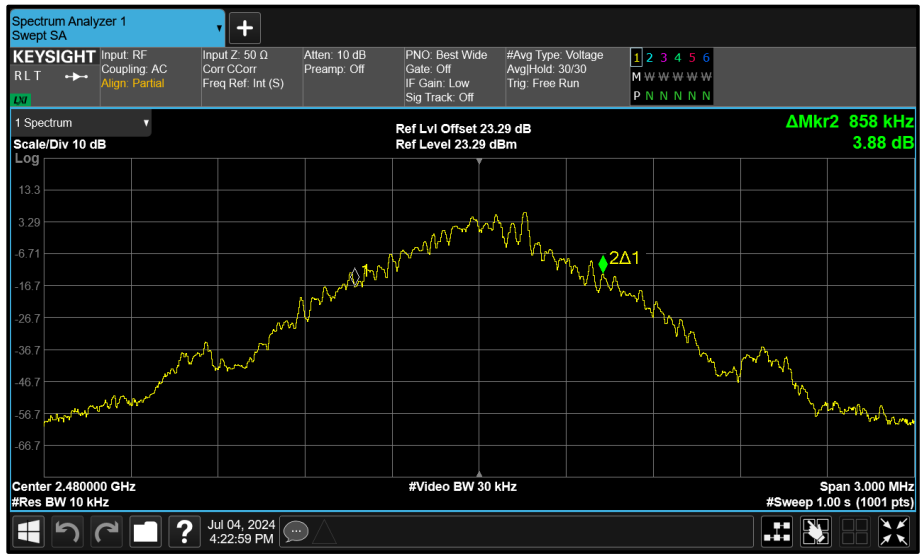 Spectrum Analyzer 1
Swept SA
+
KEYSIGHT
R L T
LXI
Input: RF
Coupling: AC
Align: Partial
Input Z: 50 Ω
Corr CCorr
Freq Ref: Int (S)
Atten: 10 dB
Preamp: Off
PNO: Best Wide
Gate: Off
IF Gain: Low
Sig Track: Off
#Avg Type: Voltage
Avg|Hold: 30/30
Trig: Free Run
1 2 3 4 5 6
M W W W W W
P N N N N N
1 Spectrum
Scale/Div 10 dB
Ref Lvl Offset 23.29 dB
Ref Level 23.29 dBm
ΔMkr2 858 kHz
3.88 dB
Log
13.3
3.29
-6.71
-16.7
-26.7
-36.7
-46.7
-56.7
-66.7
1
2Δ1
Center 2.480000 GHz
#Res BW 10 kHz
#Video BW 30 kHz
Span 3.000 MHz
#Sweep 1.00 s (1001 pts)
?
Jul 04, 2024
4:22:59 PM